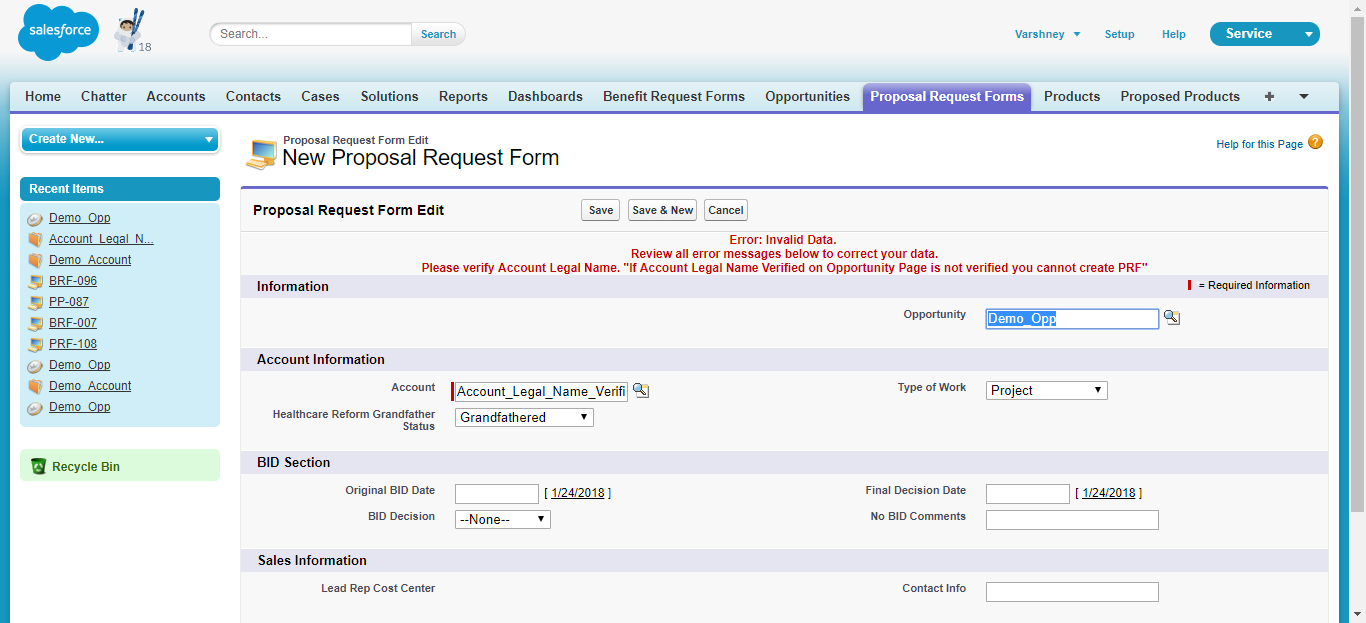 salesforce
18
Search...
Search
Varshney
Setup
Help
Service
Home
Chatter
Accounts
Contacts
Cases
Solutions
Reports
Dashboards
Benefit Request Forms
Opportunities
Proposal Request Forms
Products
Proposed Products
+
Create New...
Recent Items
Demo_Opp
Account_Legal_N...
Demo_Account
BRF-096
PP-087
BRF-007
PRF-108
Demo_Opp
Demo_Account
Demo_Opp
Recycle Bin
Proposal Request Form Edit
New Proposal Request Form
Help for this Page ?
Proposal Request Form Edit
Save
Save & New
Cancel
Error: Invalid Data.
Review all error messages below to correct your data.
Please verify Account Legal Name. "If Account Legal Name Verified on Opportunity Page is not verified you cannot create PRF"
Information
= Required Information
Opportunity
Demo_Opp
Account Information
Account
Account_Legal_Name_Verifi
Type of Work
Project
Healthcare Reform Grandfather
Status
Grandfathered
BID Section
Original BID Date
[ 1/24/2018 ]
Final Decision Date
[ 1/24/2018 ]
BID Decision
--None--
No BID Comments
Sales Information
Lead Rep Cost Center
Contact Info